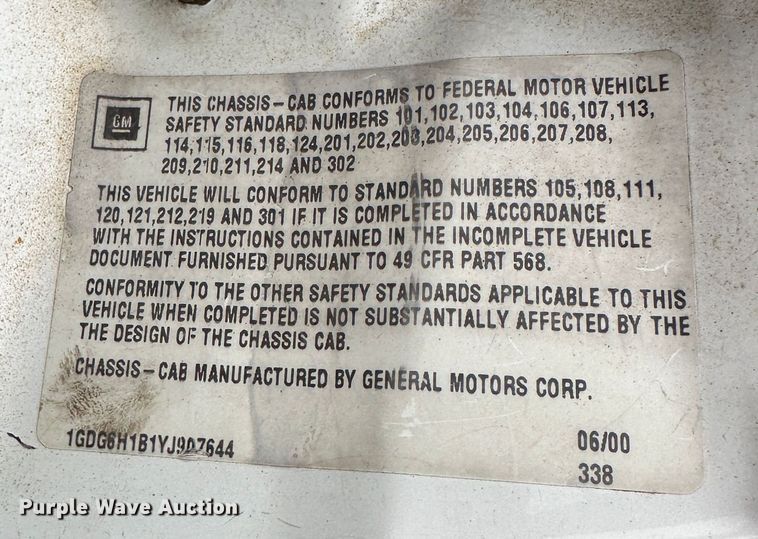 GM
THIS CHASSIS-CAB CONFORMS TO FEDERAL MOTOR VEHICLE
SAFETY STANDARD NUMBERS 101,102,103,104,106,107,113,
114,115,116,118,124,201,202,203,204,205,206,207,208,
209,210,211,214 AND 302
THIS VEHICLE WILL CONFORM TO STANDARD NUMBERS 105,108,111,
120,121,212,219 AND 301 IF IT IS COMPLETED IN ACCORDANCE
WITH THE INSTRUCTIONS CONTAINED IN THE INCOMPLETE VEHICLE
DOCUMENT FURNISHED PURSUANT TO 49 CFR PART 568.
CONFORMITY TO THE OTHER SAFETY STANDARDS APPLICABLE TO THIS
VEHICLE WHEN COMPLETED IS NOT SUBSTANTIALLY AFFECTED BY THE
THE DESIGN OF THE CHASSIS CAB.
CHASSIS-CAB MANUFACTURED BY GENERAL MOTORS CORP.
1GDG6H1B1YJ907644
06/00
338
Purple Wave Auction